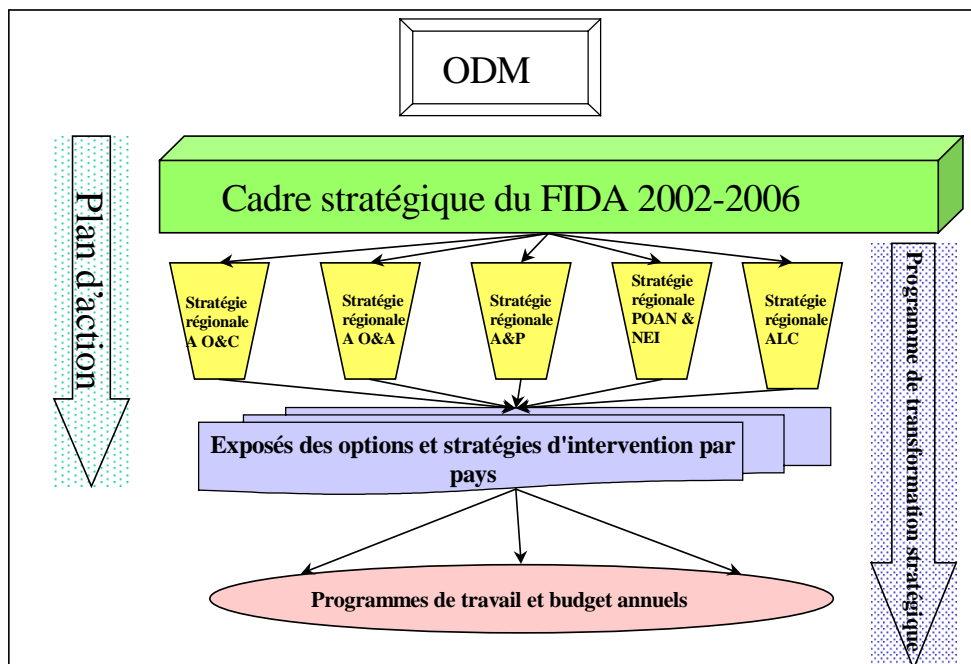 ODM
Plan d'action
Cadre stratégique du FIDA 2002-2006
Stratégie
régionale
A O&C
Stratégie
régionale
A O&A
Stratégie
régionale
A&P
Stratégie
régionale
POAN &
NEI
Stratégie
régionale
ALC
Programme de transformation stratégique
Exposés des options et stratégies d'intervention par
pays
Programmes de travail et budget annuels